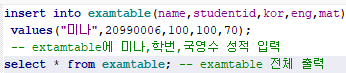 insert into examtable(name,studentid,kor,eng,mat)
values("미나",20990006,100,100,70);
-- extamtable에 미나,학번,국영수 성적 입력
select * from examtable; -- examtable 전체 출력